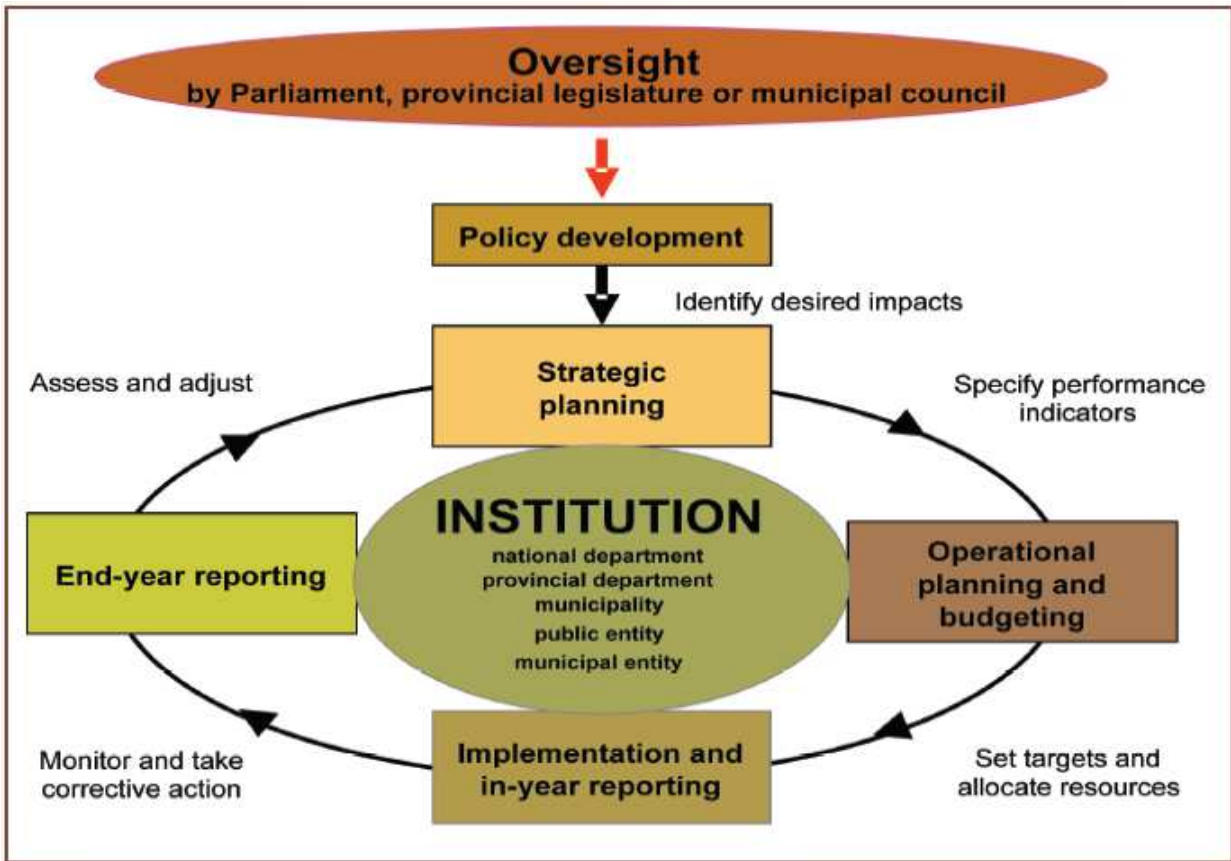 Oversight
by Parliament, provincial legislature or municipal council
Policy development
Identify desired impacts
Strategic
planning
Assess and adjust
Specify performance
indicators
INSTITUTION
national department
provincial department
municipality
public entity
municipal entity
End-year reporting
Operational
planning and
budgeting
Implementation and
in-year reporting
Monitor and take
corrective action
Set targets and
allocate resources